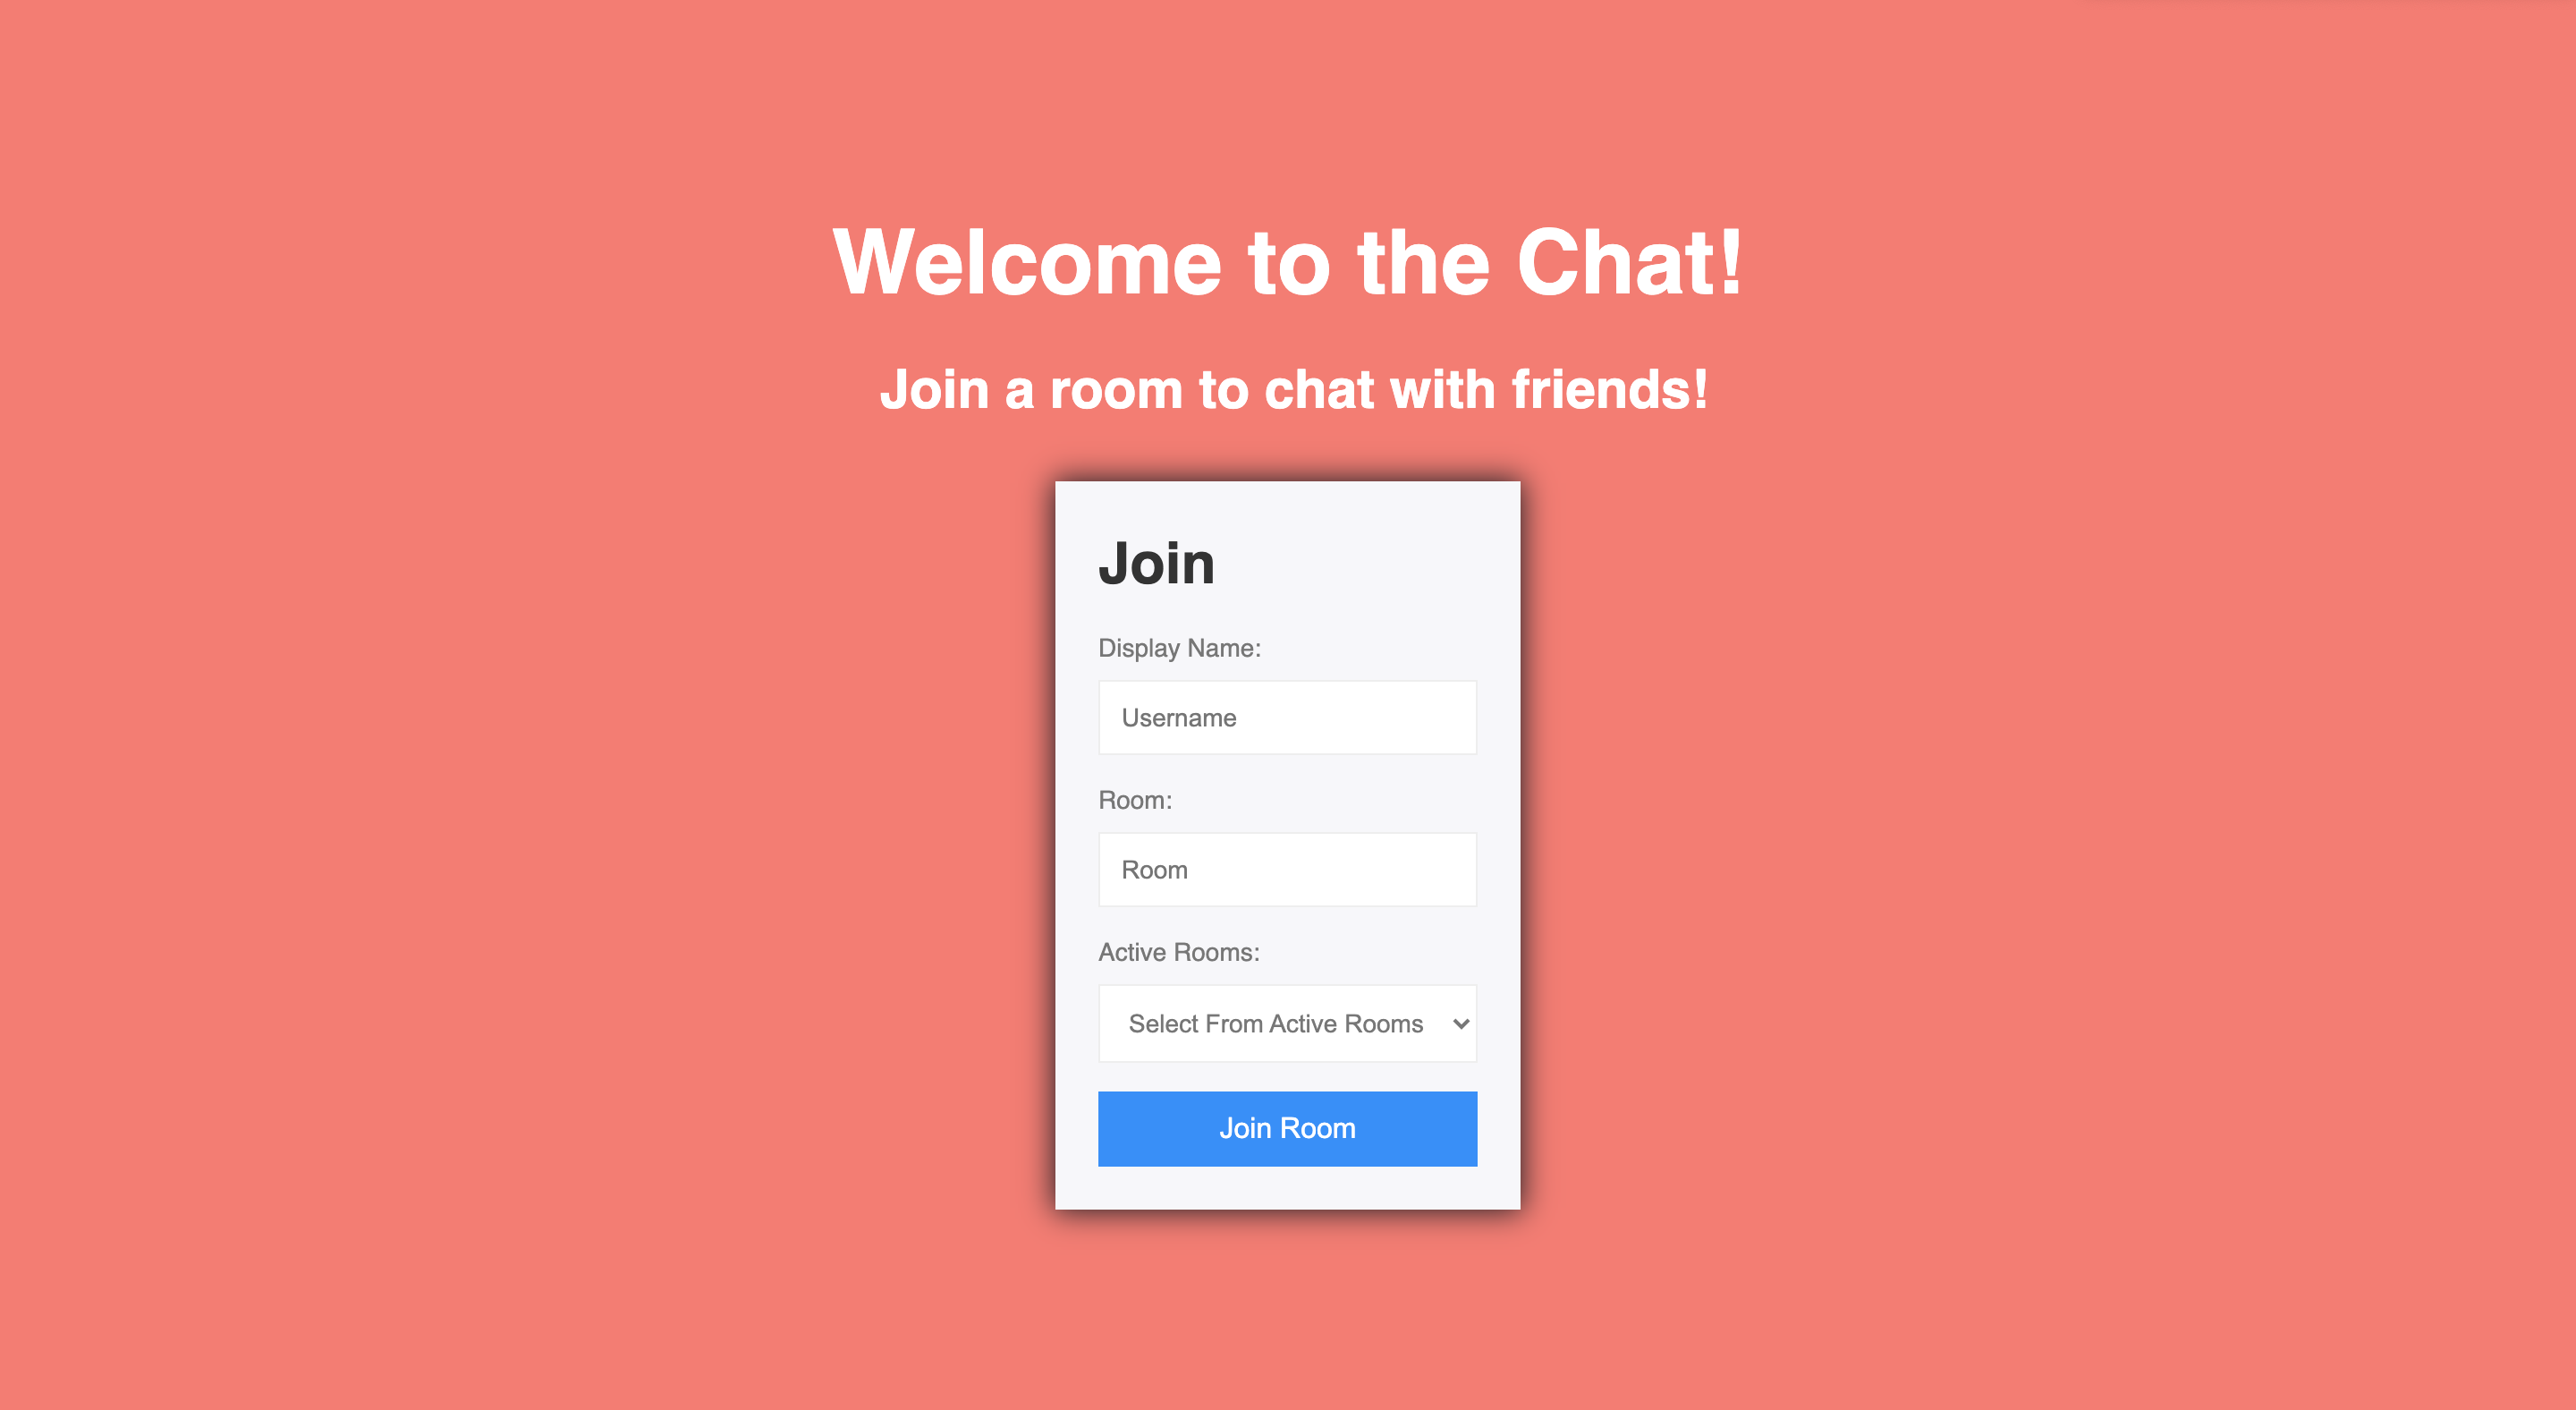 Welcome to the Chat!
Join a room to chat with friends!
Join
Display Name:
Username
Room:
Room
Active Rooms:
Select From Active Rooms
Join Room